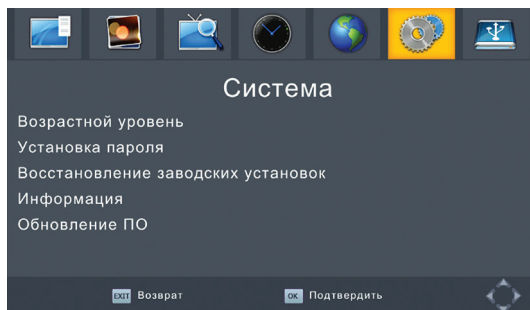 Система
Возрастной уровень
Установка пароля
Восстановление заводских установок
Информация
Обновление ПО
EXIT Возврат OK Подтвердить